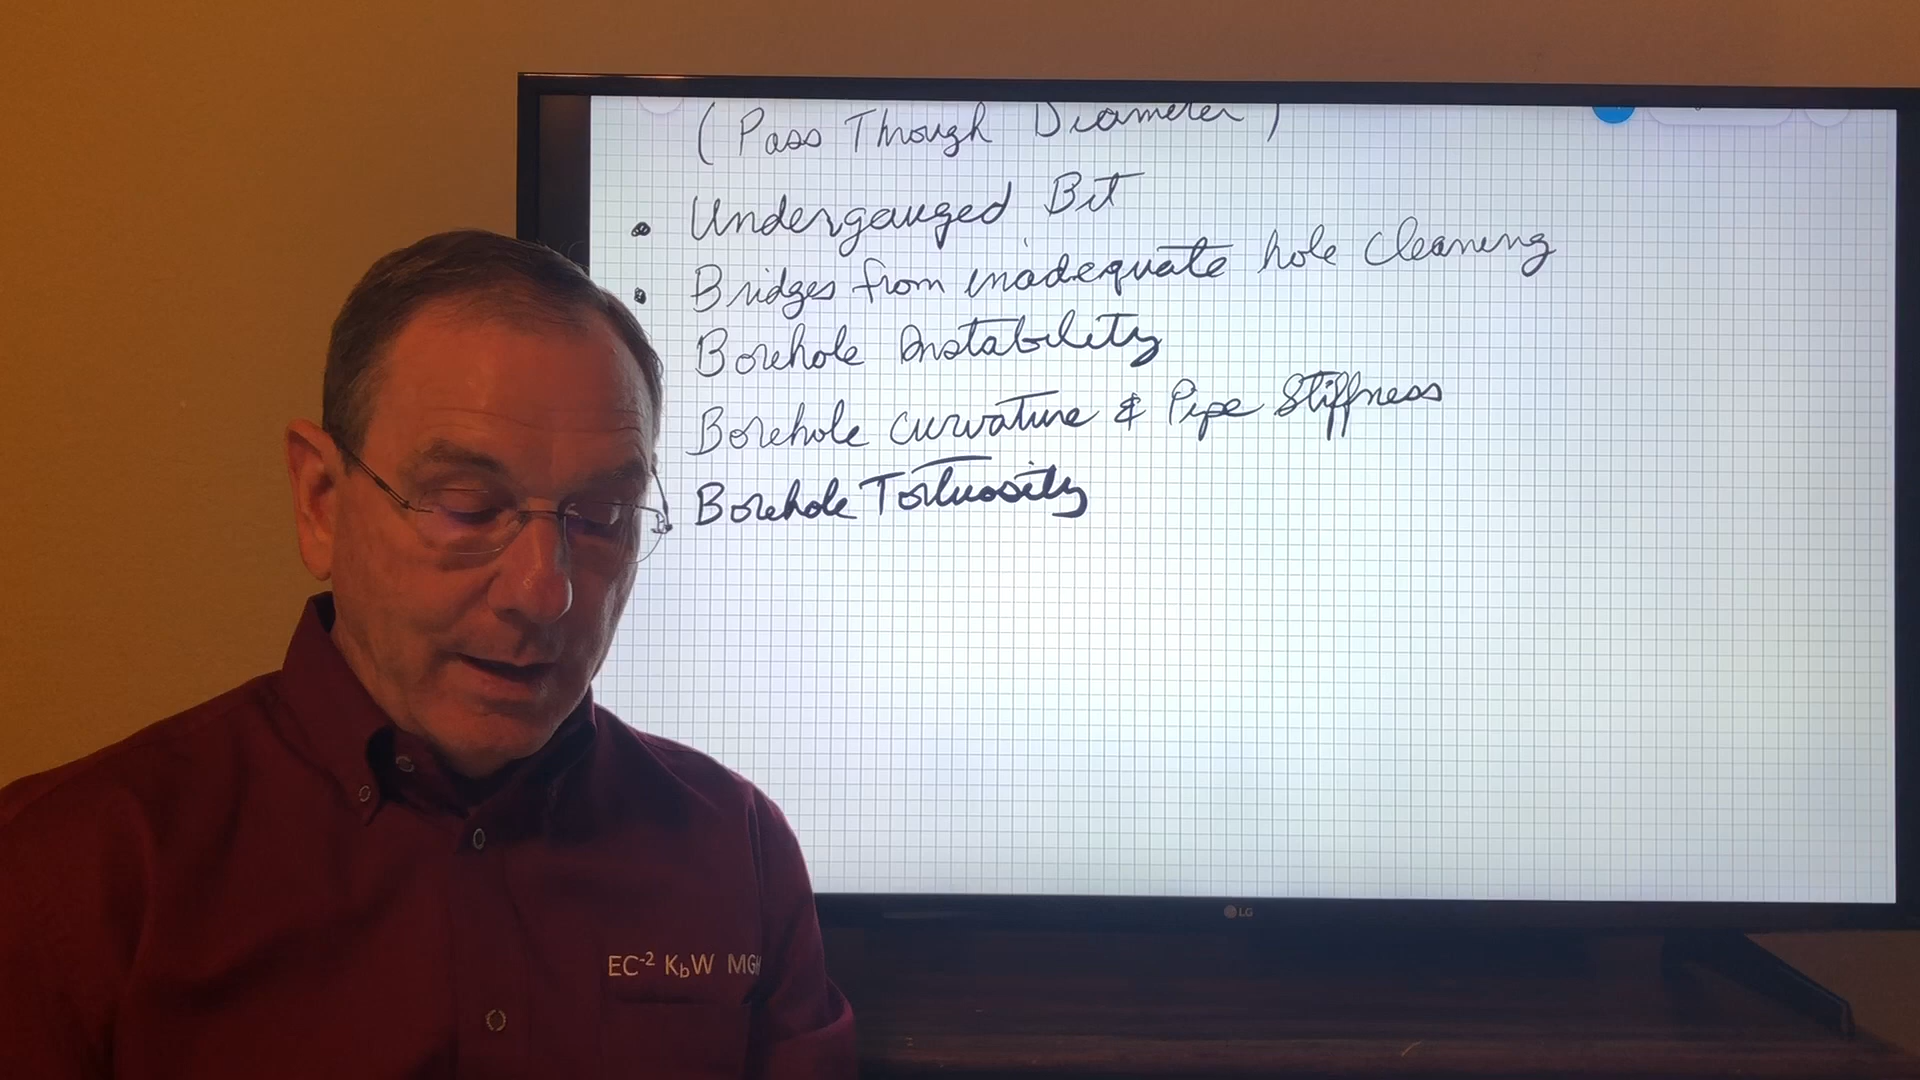 (Pass Through Diameter)
• Undergauged Bit
• Bridges from inadequate hole cleaning
Borehole Instability
Borehole Curvature & Pipe Stiffness
Borehole Tortuosity
LG
EC-2 KbW MG